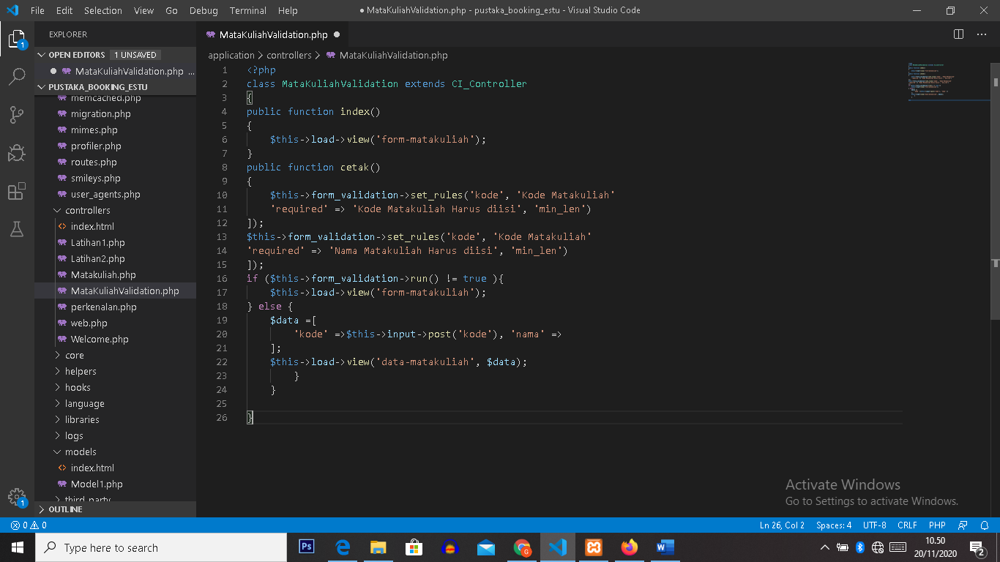 File Edit Selection View Go Debug Terminal Help
● MataKuliahValidation.php - pustaka_booking_estu - Visual Studio Code
EXPLORER
OPEN EDITORS 1 UNSAVED
MataKuliahValidation.php ...
PUSTAKA_BOOKING_ESTU
memcached.php
migration.php
mimes.php
profiler.php
routes.php
smileys.php
user_agents.php
controllers
index.html
Latihan1.php
Latihan2.php
Matakuliah.php
MataKuliahValidation.php
perkenalan.php
web.php
Welcome.php
core
helpers
hooks
language
libraries
logs
models
index.html
Model1.php
third_party
OUTLINE
1
1
MataKuliahValidation.php
application > controllers > MataKuliahValidation.php
1 <?php
2 class MataKuliahValidation extends CI_Controller
3 {
4 public function index()
5 {
6 $this->load->view('form-matakuliah');
7 }
8 public function cetak()
9 {
10 $this->form_validation->set_rules('kode', 'Kode Matakuliah'
11 'required' => 'Kode Matakuliah Harus diisi', 'min_len')
12 ]);
13 $this->form_validation->set_rules('kode', 'Kode Matakuliah'
14 'required' => 'Nama Matakuliah Harus diisi', 'min_len')
15 ]);
16 if ($this->form_validation->run() != true ){
17 $this->load->view('form-matakuliah');
18 } else {
19 $data =[
20 'kode' =>$this->input->post('kode'), 'nama' =>
21 ];
22 $this->load->view('data-matakuliah', $data);
23 }
24 }
25
26 }
Activate Windows
Go to Settings to activate Windows.
0 0
Ln 26, Col 2 Spaces: 4 UTF-8 CRLF PHP
Type here to search
Ps
10.50
20/11/2020
2